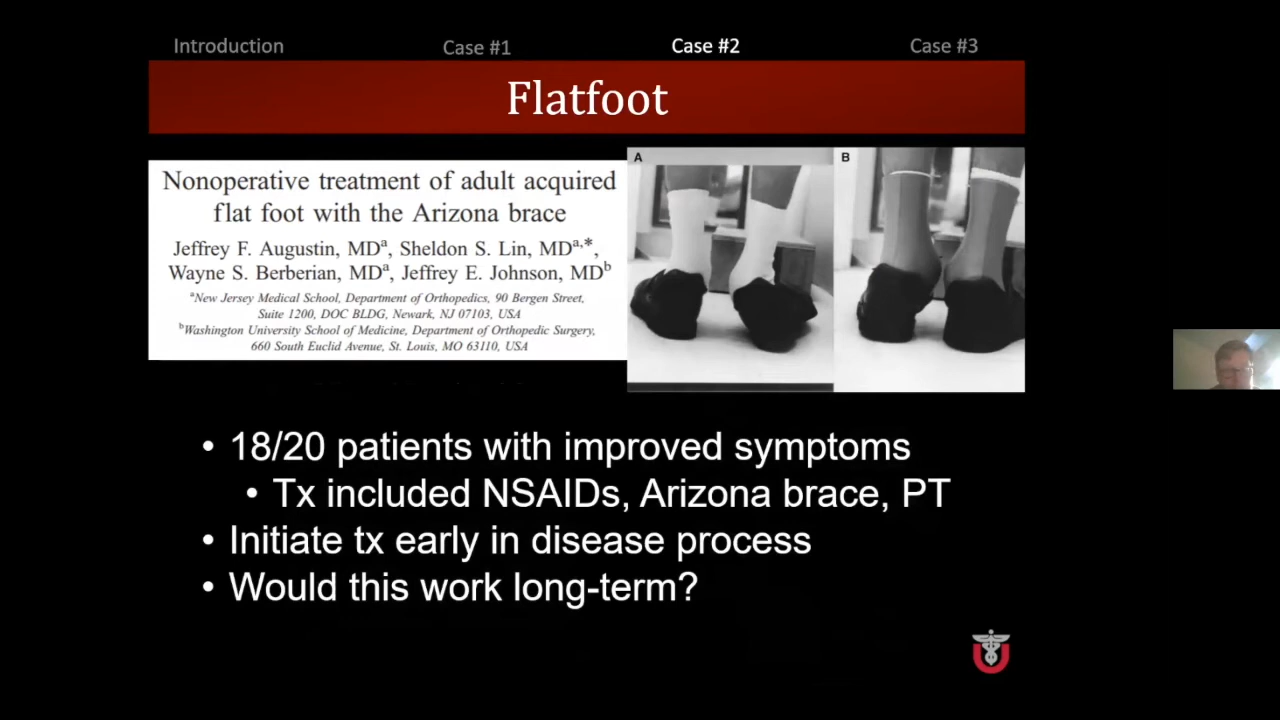 Introduction Case #1 Case #2 Case #3
Flatfoot
Nonoperative treatment of adult acquired
flat foot with the Arizona brace
Jeffrey F. Augustin, MDa, Sheldon S. Lin, MDa,*,
Wayne S. Berberian, MDa, Jeffrey E. Johnson, MDb
aNew Jersey Medical School, Department of Orthopedics, 90 Bergen Street,
Suite 1200, DOC BLDG, Newark, NJ 07103, USA
bWashington University School of Medicine, Department of Orthopedic Surgery,
660 South Euclid Avenue, St. Louis, MO 63110, USA
A B
• 18/20 patients with improved symptoms
• Tx included NSAIDs, Arizona brace, PT
• Initiate tx early in disease process
• Would this work long-term?
U